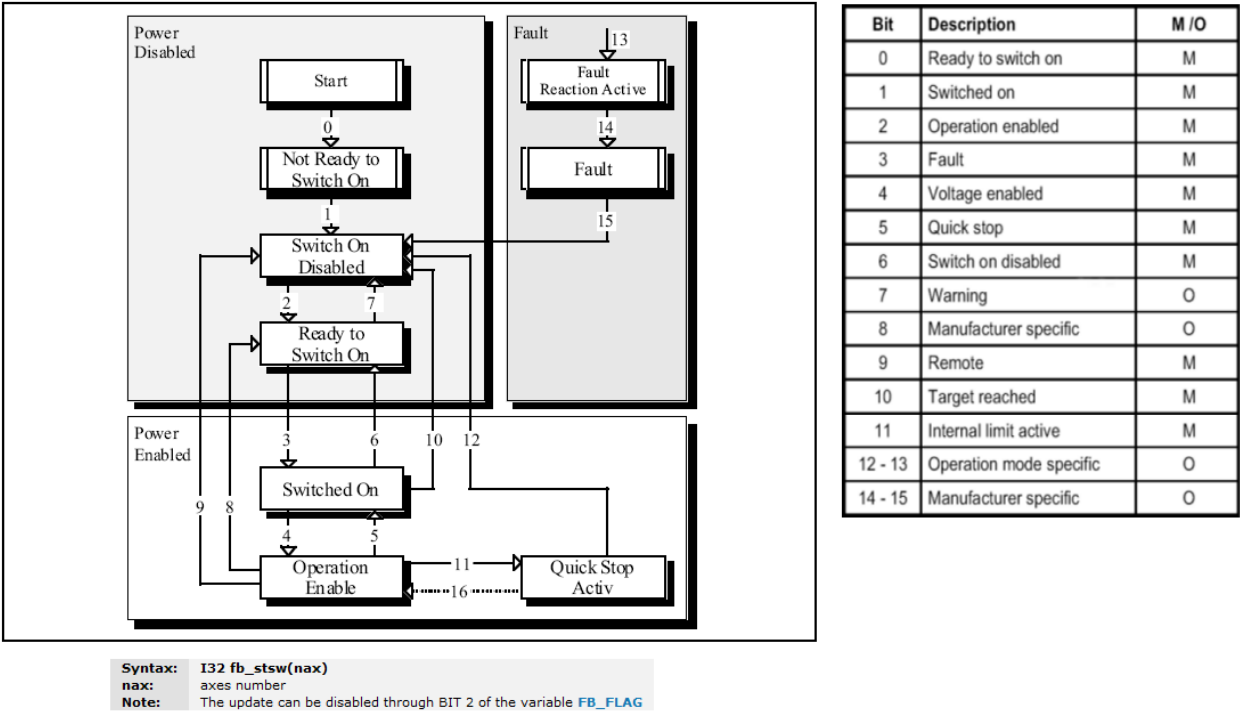 Power
Disabled
Start
0
Not Ready to
Switch On
1
Switch On
Disabled
2
7
Ready to
Switch On
Fault
13
Fault
Reaction Active
14
Fault
15
Power
Enabled
3
6
10
12
Switched On
9
8
4
5
Operation
Enable
11
16
Quick Stop
Activ
Bit Description M /O
0 Ready to switch on M
1 Switched on M
2 Operation enabled M
3 Fault M
4 Voltage enabled M
5 Quick stop M
6 Switch on disabled M
7 Warning O
8 Manufacturer specific O
9 Remote M
10 Target reached M
11 Internal limit active M
12 - 13 Operation mode specific O
14 - 15 Manufacturer specific O
Syntax: I32 fb_stsw(nax)
nax: axes number
Note: The update can be disabled through BIT 2 of the variable FB_FLAG